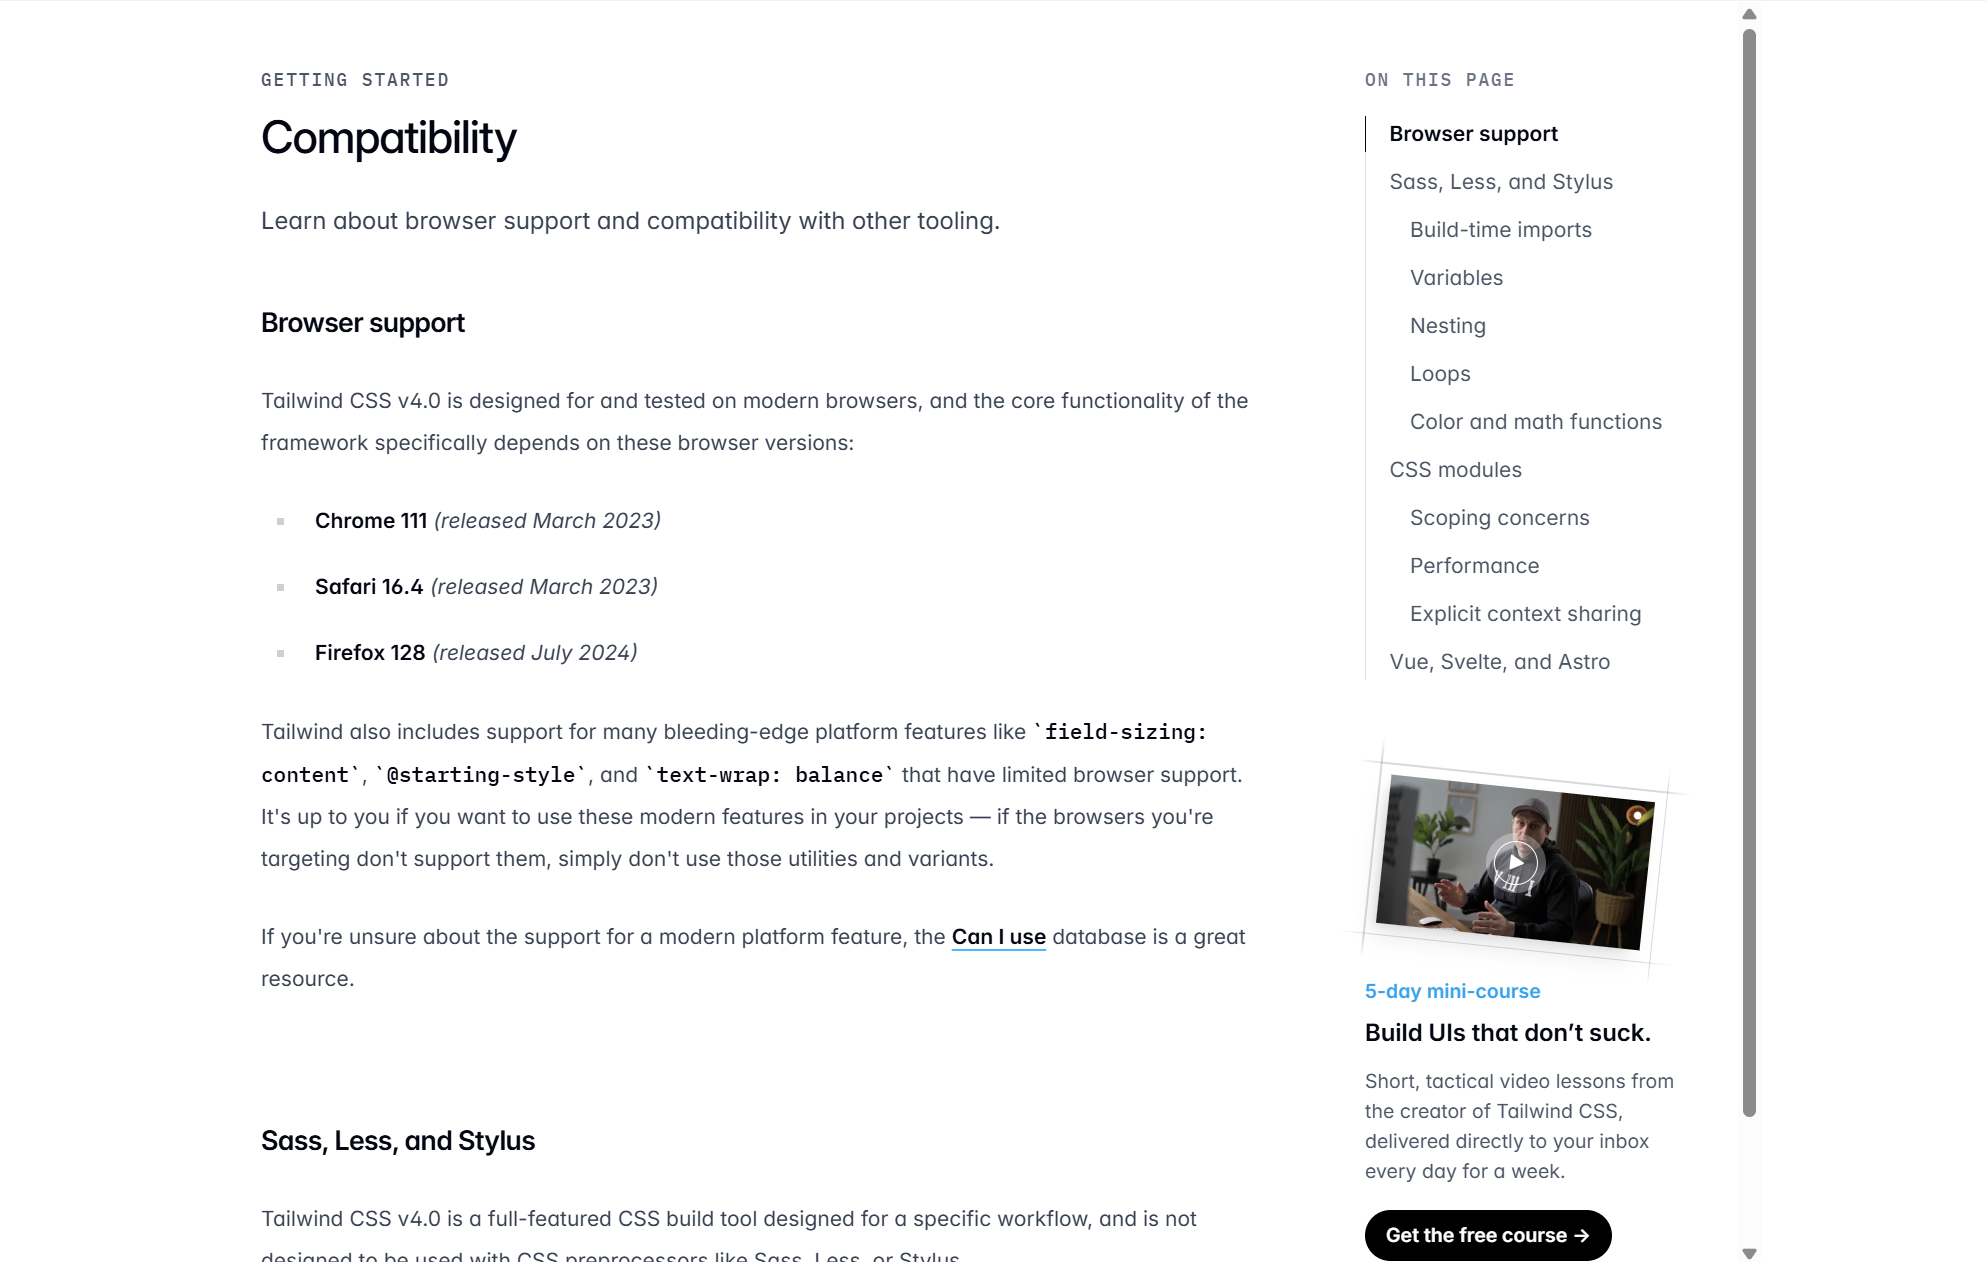 GETTING STARTED
Compatibility
Learn about browser support and compatibility with other tooling.
Browser support
Tailwind CSS v4.0 is designed for and tested on modern browsers, and the core functionality of the
framework specifically depends on these browser versions:
Chrome 111 (released March 2023)
Safari 16.4 (released March 2023)
Firefox 128 (released July 2024)
Tailwind also includes support for many bleeding-edge platform features like `field-sizing:
content`, `@starting-style`, and `text-wrap: balance` that have limited browser support.
It's up to you if you want to use these modern features in your projects — if the browsers you're
targeting don't support them, simply don't use those utilities and variants.
If you're unsure about the support for a modern platform feature, the Can I use database is a great
resource.
Sass, Less, and Stylus
Tailwind CSS v4.0 is a full-featured CSS build tool designed for a specific workflow, and is not
designed to be used with CSS preprocessors like Sass, Less, or Stylus.
ON THIS PAGE
Browser support
Sass, Less, and Stylus
Build-time imports
Variables
Nesting
Loops
Color and math functions
CSS modules
Scoping concerns
Performance
Explicit context sharing
Vue, Svelte, and Astro
5-day mini-course
Build UIs that don’t suck.
Short, tactical video lessons from
the creator of Tailwind CSS,
delivered directly to your inbox
every day for a week.
Get the free course →